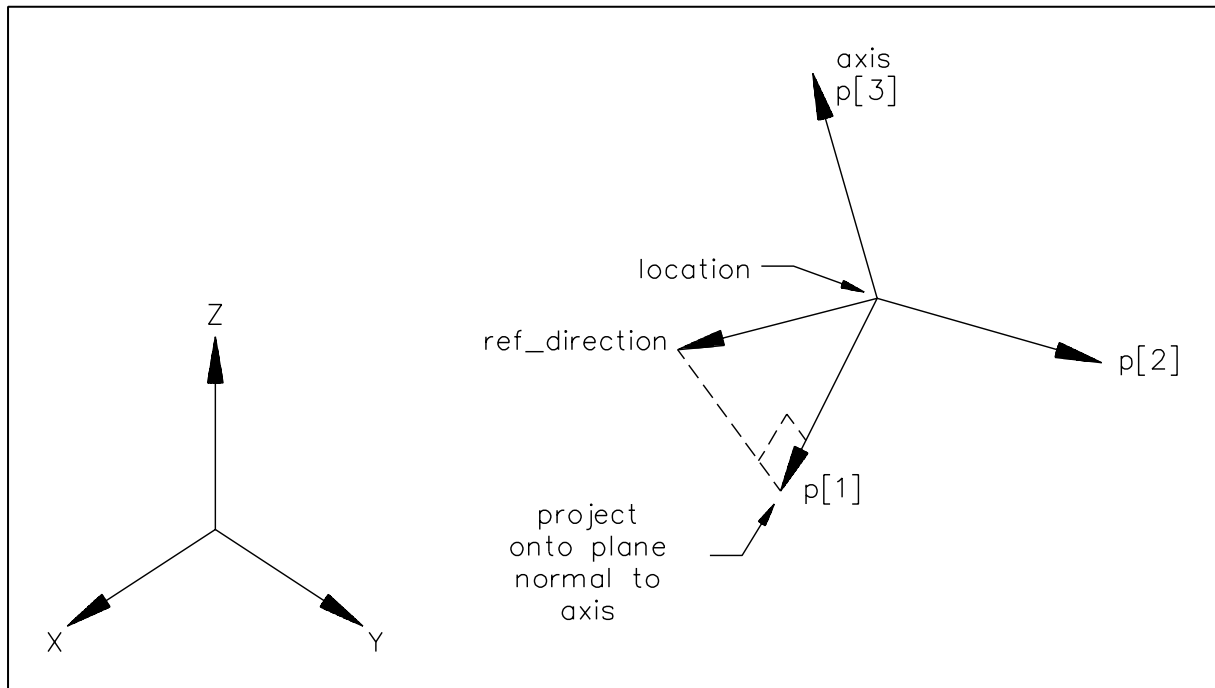 axis
p[3]
location
Z
ref_direction
p[2]
p[1]
project
onto plane
normal to
axis
X
Y